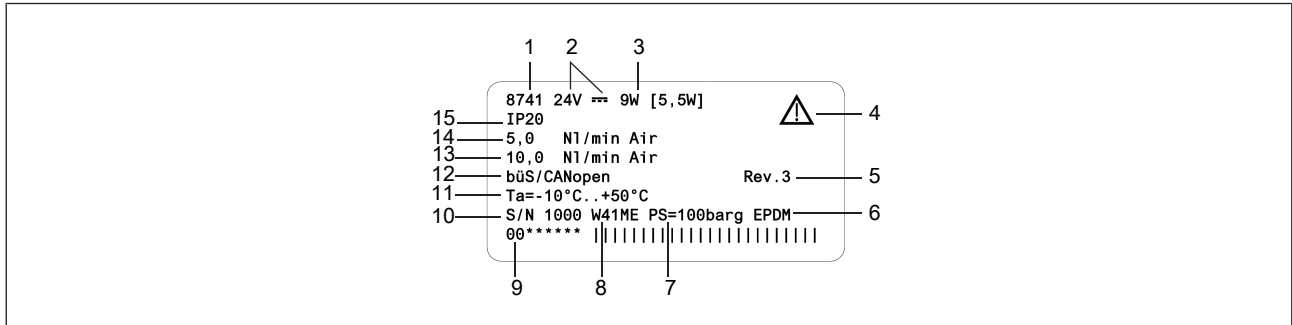 1 2 3
8741 24V ⎓ 9W [5,5W]
4
15 IP20
14 5,0 Nl/min Air
13 10,0 Nl/min Air
12 büS/CANopen Rev.3 5
11 Ta=-10°C..+50°C
10 S/N 1000 W41ME PS=100barg EPDM 6
00******
9 8 7